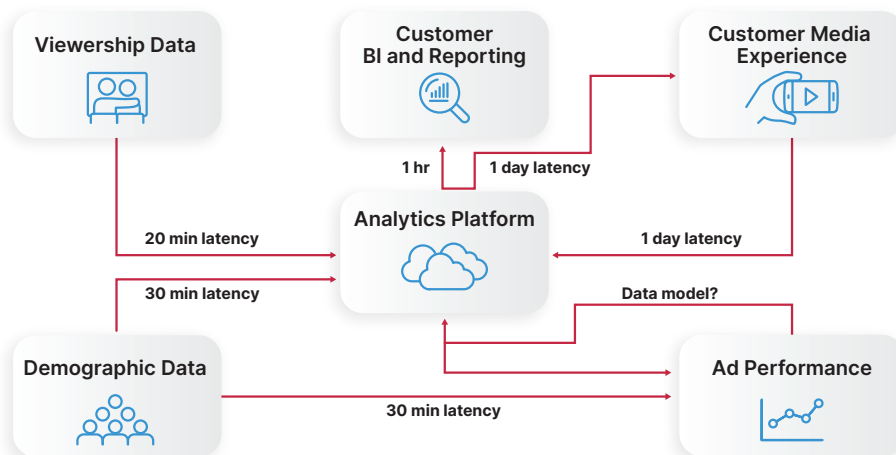 Viewership Data
Customer
BI and Reporting
Customer Media
Experience
1 hr
1 day latency
Analytics Platform
20 min latency
1 day latency
30 min latency
Data model?
Demographic Data
Ad Performance
30 min latency